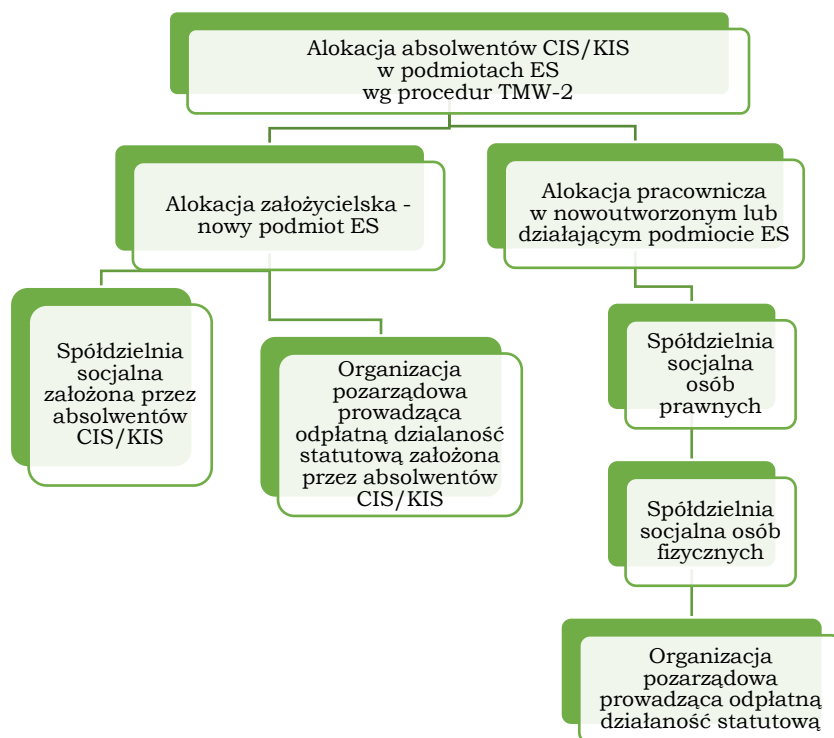 Alokacja absolwentów CIS/KIS
w podmiotach ES
wg procedur TMW-2
Alokacja założycielska -
nowy podmiot ES
Alokacja pracownicza
w nowoutworzonym lub
działającym podmiocie ES
Spółdzielnia
socjalna
założona przez
absolwentów
CIS/KIS
Organizacja
pozarządowa
prowadząca
odpłatną dzialaność
statutową założona
przez absolwentów
CIS/KIS
Spółdzielnia
socjalna
osób
prawnych
Spółdzielnia
socjalna osób
fizycznych
Organizacja
pozarządowa
prowadząca odpłatną
działaność statutową